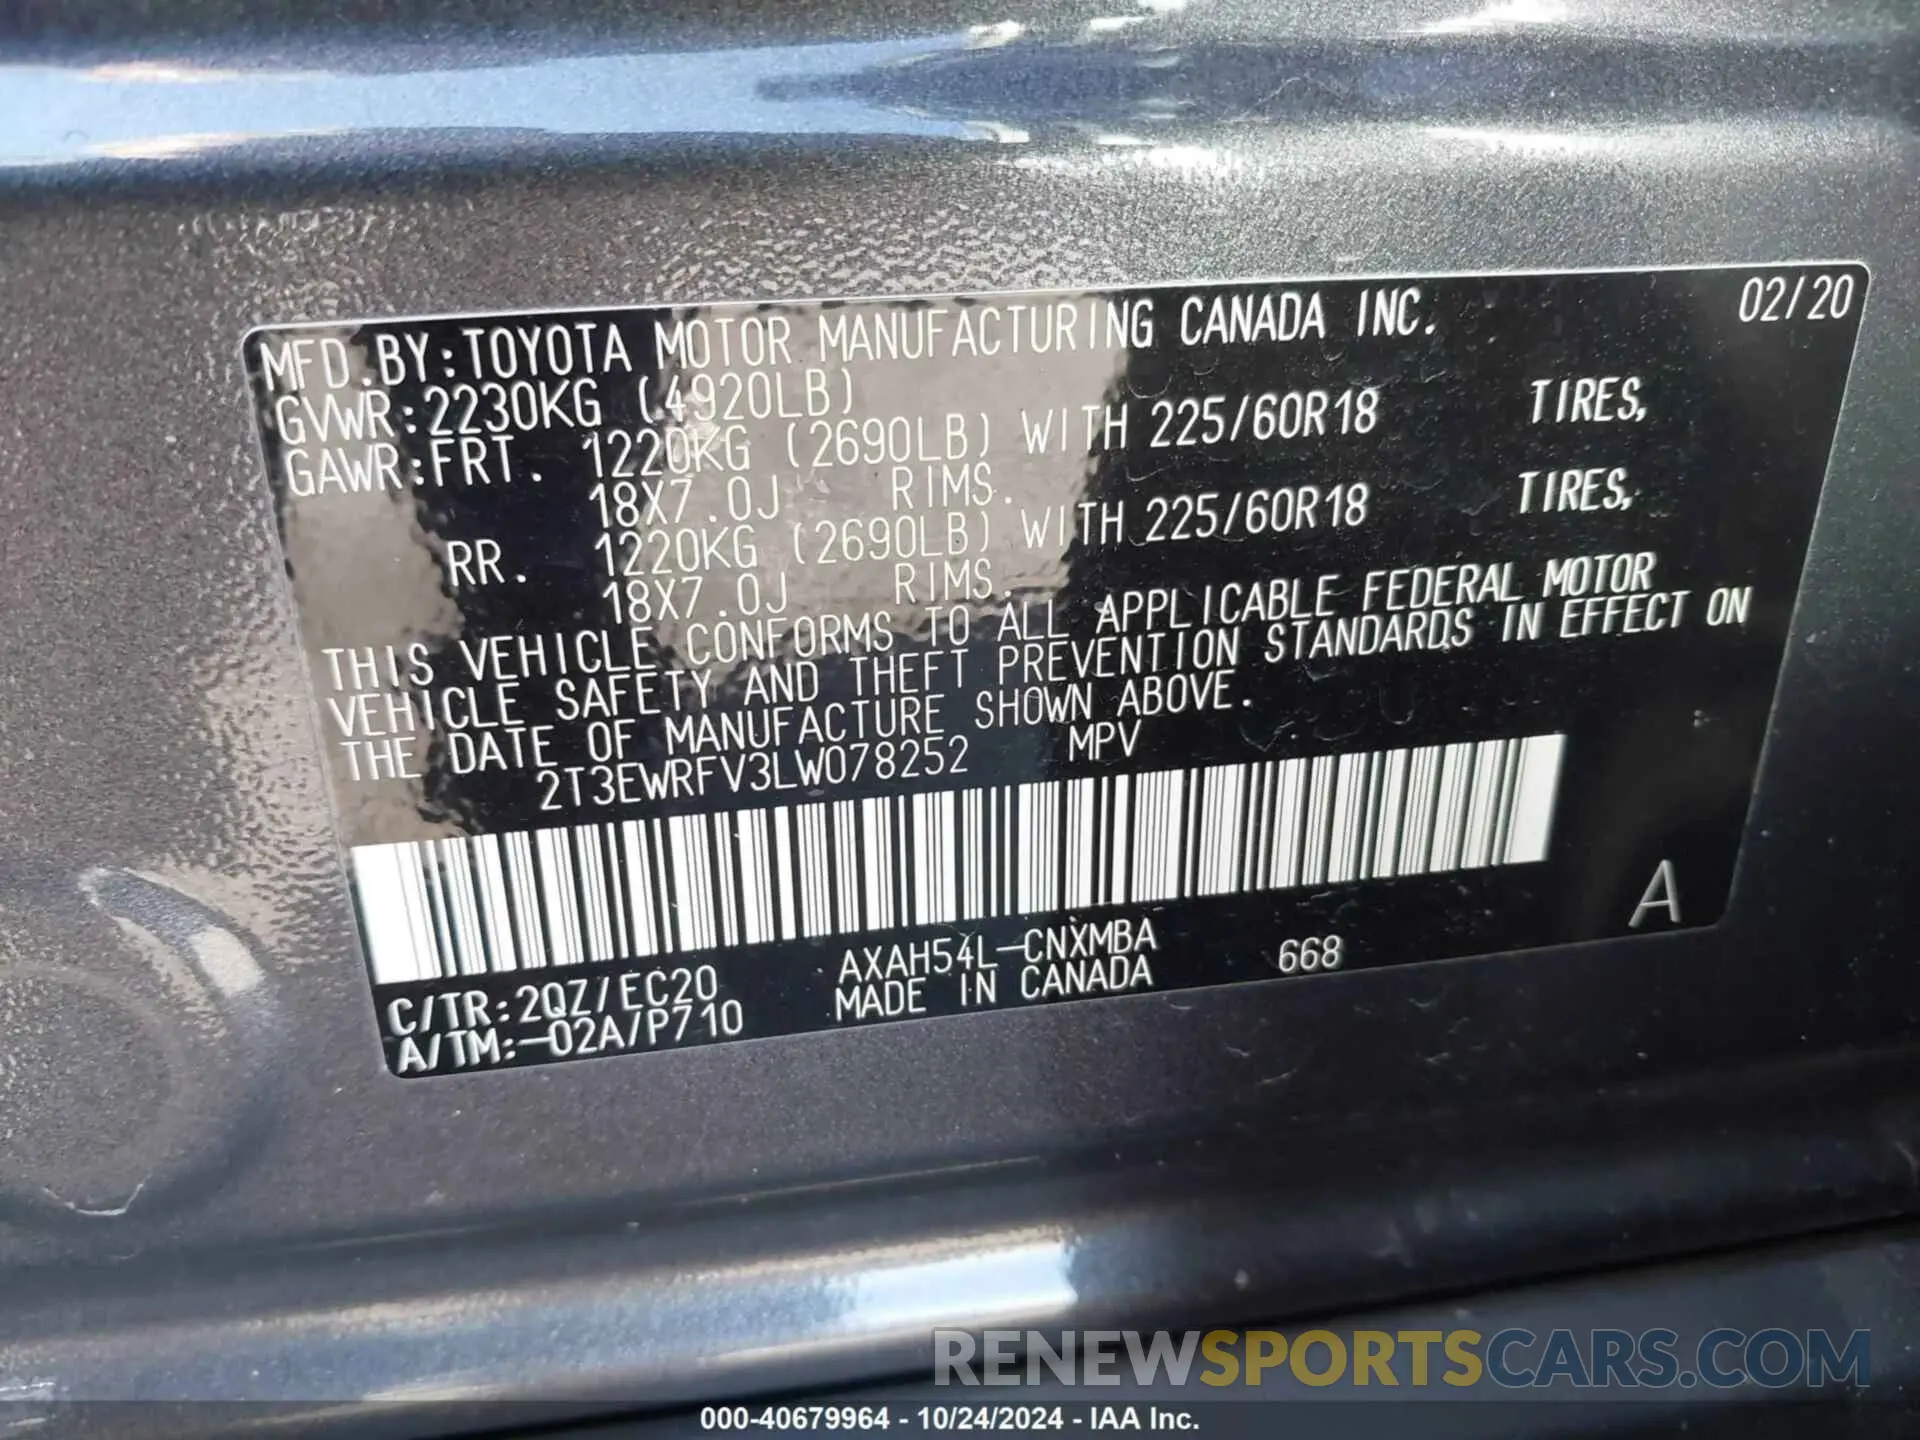 MFD.BY:TOYOTA MOTOR MANUFACTURING CANADA INC. 02/20
GVWR:2230KG (4920LB)
GAWR:FRT. 1220KG (2690LB) WITH 225/60R18 TIRES,
18X7.0J RIMS.
RR. 1220KG (2690LB) WITH 225/60R18 TIRES,
18X7.0J RIMS.
THIS VEHICLE CONFORMS TO ALL APPLICABLE FEDERAL MOTOR
VEHICLE SAFETY AND THEFT PREVENTION STANDARDS IN EFFECT ON
THE DATE OF MANUFACTURE SHOWN ABOVE.
2T3EWRFV3LW078252 MPV
A
C/TR:2QZ/EC20 AXAH54L-CNXMBA 668
A/TM:-02A/P710 MADE IN CANADA
RENEWSPORTSCARS.COM
000-40679964 - 10/24/2024 - IAA Inc.